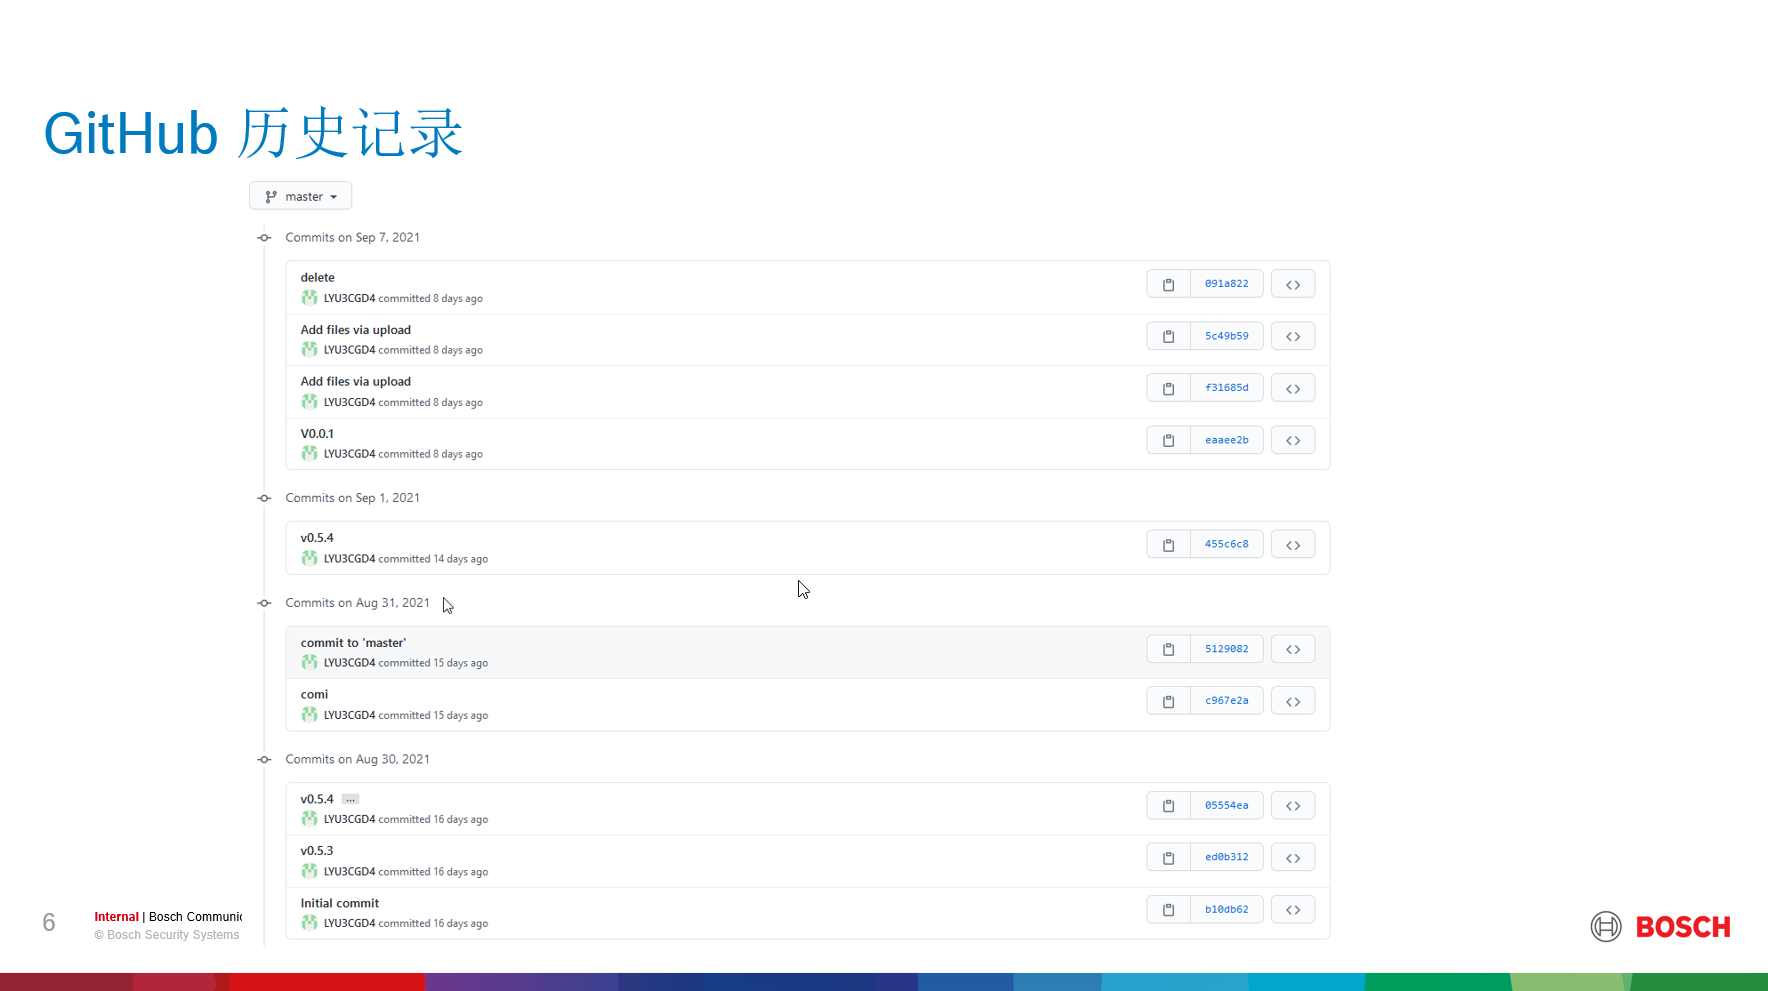 GitHub 历史记录
master
Commits on Sep 7, 2021
delete
LYU3CGD4 committed 8 days ago
091a822
Add files via upload
LYU3CGD4 committed 8 days ago
5c49b59
Add files via upload
LYU3CGD4 committed 8 days ago
f31685d
V0.0.1
LYU3CGD4 committed 8 days ago
eaaee2b
Commits on Sep 1, 2021
v0.5.4
LYU3CGD4 committed 14 days ago
455c6c8
Commits on Aug 31, 2021
commit to 'master'
LYU3CGD4 committed 15 days ago
5129082
comi
LYU3CGD4 committed 15 days ago
c967e2a
Commits on Aug 30, 2021
v0.5.4 ...
LYU3CGD4 committed 16 days ago
05554ea
v0.5.3
LYU3CGD4 committed 16 days ago
ed0b312
Initial commit
LYU3CGD4 committed 16 days ago
b10db62
6
Internal | Bosch Communic
© Bosch Security Systems
BOSCH